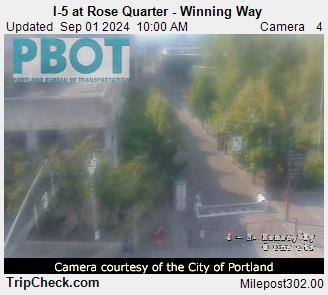 I-5 at Rose Quarter - Winning Way
Updated Sep 01 2024 10:00 AM Camera 4
PBOT
PORTLAND BUREAU OF TRANSPORTATION
Camera courtesy of the City of Portland
TripCheck.com Milepost302.00